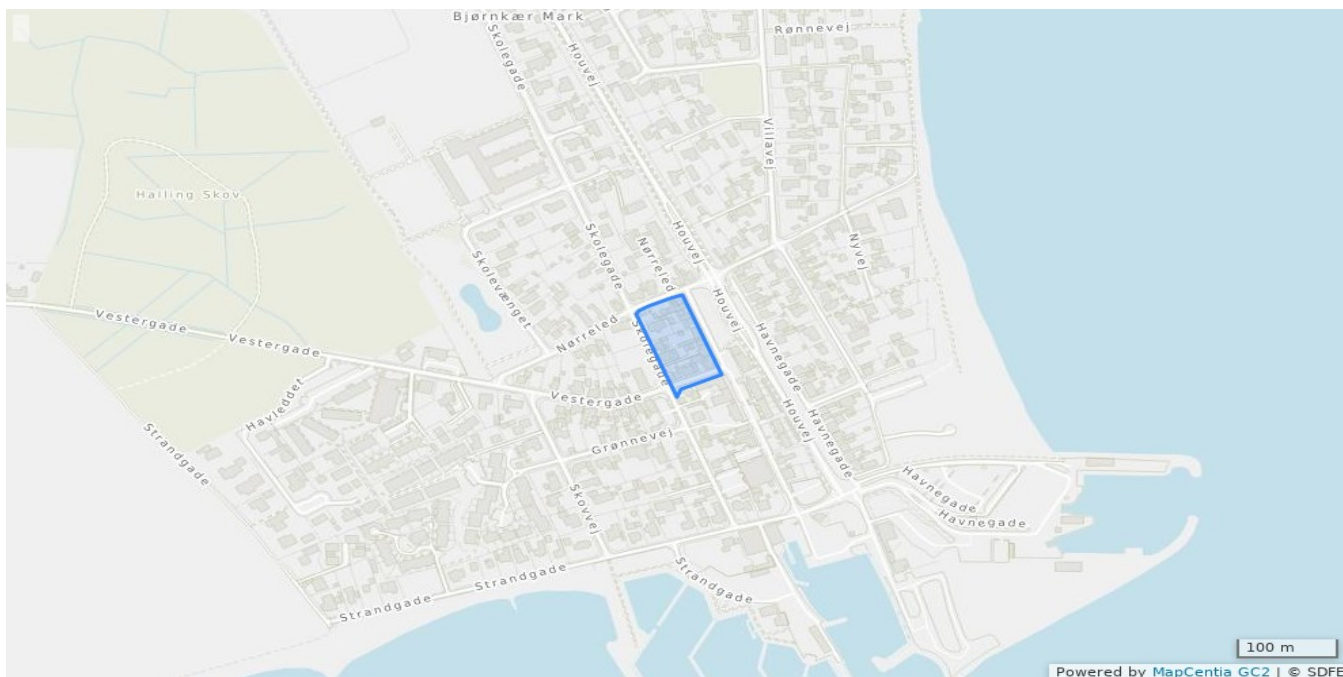 Bjørnkær Mark
Rønnevej
Skolegade
Houvej
Villavej
Halling Skov
Nyvej
Houvej
Nørreled
Skolegade
Skolevænget
Houvej
Vestergade
Vestergade
Nørreled
Skolegade
Havnegade
Havleddet
Vestergade
Houvej
Strandgade
Grønnevej
Havnegade
Skovvej
Havnegade
Havnegade
Strandgade
Strandgade
Strandgade
100 m
Powered by MapCentia GC2 | © SDFE